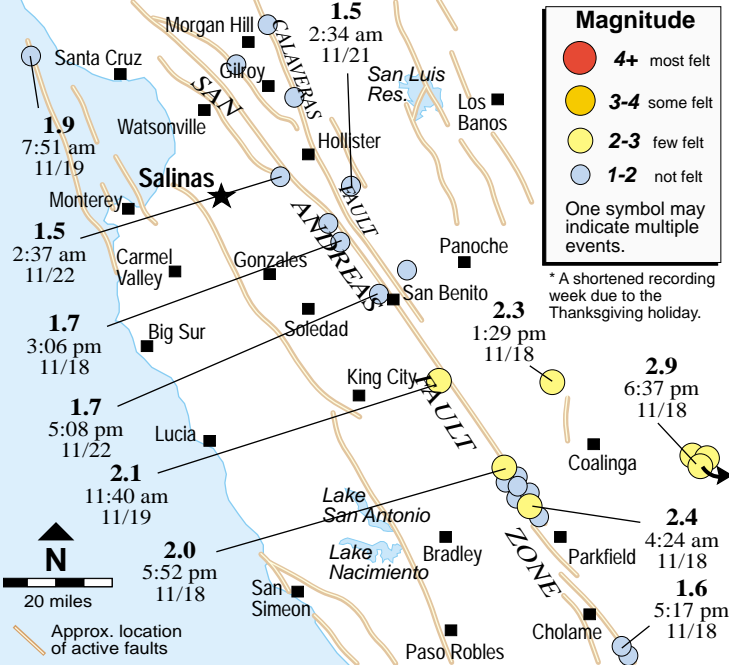 Morgan Hill
1.5
2:34 am
11/21
Santa Cruz
Gilroy
CALAVERAS
FAULT
San Luis
Res.
Los
Banos
SAN
ANDREAS
FAULT
ZONE
1.9
7:51 am
11/19
Watsonville
Hollister
Salinas
Monterey
1.5
2:37 am
11/22
Carmel
Valley
Gonzales
Panoche
San Benito
1.7
3:06 pm
11/18
Big Sur
Soledad
2.3
1:29 pm
11/18
King City
2.9
6:37 pm
11/18
1.7
5:08 pm
11/22
Lucia
Coalinga
2.1
11:40 am
11/19
Lake
San Antonio
2.4
4:24 am
11/18
2.0
5:52 pm
11/18
Lake
Nacimiento
Bradley
Parkfield
N
20 miles
San
Simeon
1.6
5:17 pm
11/18
Cholame
Approx. location
of active faults
Paso Robles
Magnitude
4+ most felt
3-4 some felt
2-3 few felt
1-2 not felt
One symbol may
indicate multiple
events.
* A shortened recording
week due to the
Thanksgiving holiday.